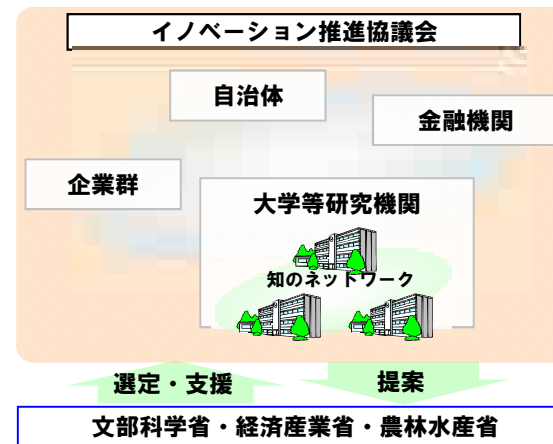 イノベーション推進協議会
自治体
金融機関
企業群
大学等研究機関
知のネットワーク
選定・支援
提案
文部科学省・経済産業省・農林水産省